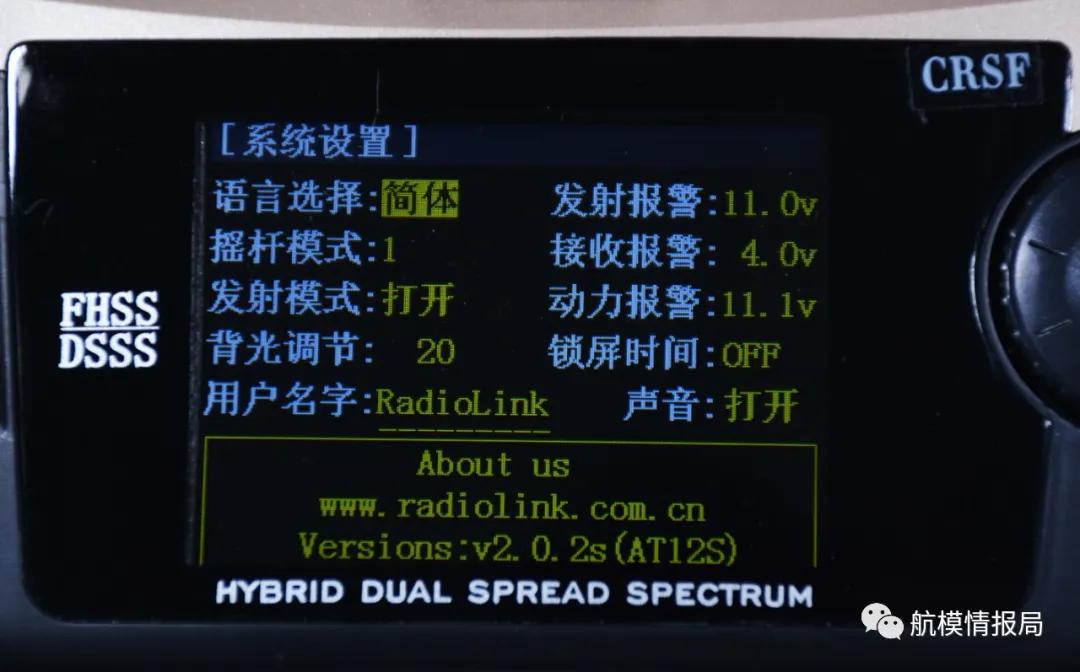 CRSF
[系统设置]
语言选择:简体 发射报警:11.0v
摇杆模式:1 接收报警: 4.0v
发射模式:打开 动力报警:11.1v
背光调节: 20 锁屏时间:OFF
用户名字:RadioLink 声音:打开
FHSS
DSSS
About us
www.radiolink.com.cn
Versions:v2.0.2s(AT12S)
HYBRID DUAL SPREAD SPECTRUM
航模情报局